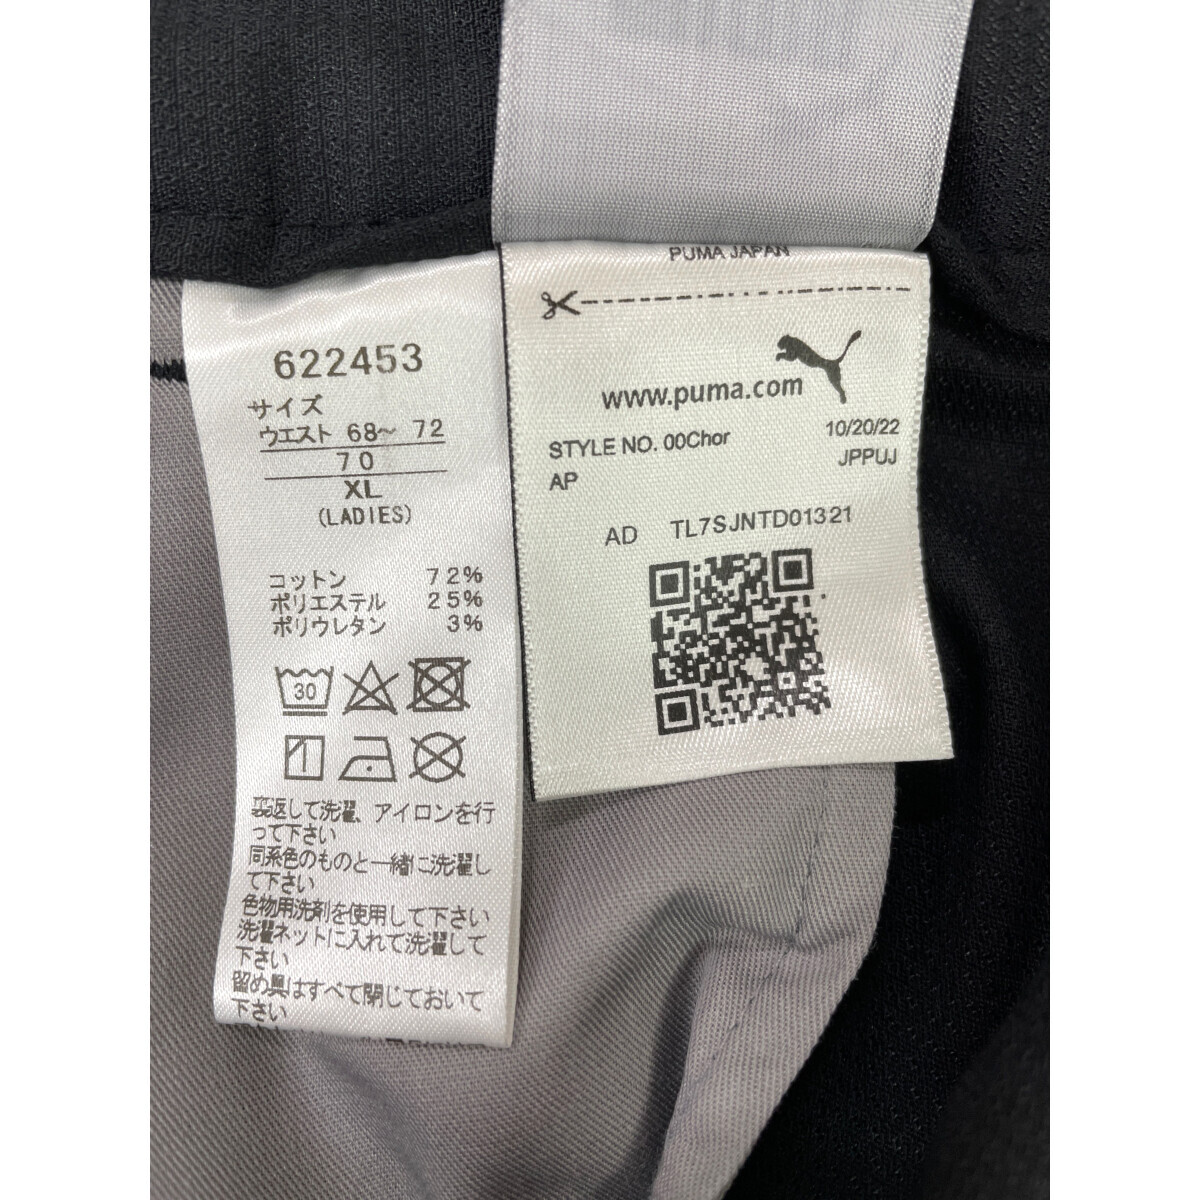 622453
サイズ
ウエスト 68～ 72
70
XL
(LADIES)
コットン 72%
ポリエステル 25%
ポリウレタン 3%
30
裏返して洗濯、アイロンを行
って下さい
同系色のものと一緒に洗濯し
て下さい
色物用洗剤を使用して下さい
洗濯ネットに入れて洗濯して
下さい
留め具はすべて閉じておいて
下さい
PUMA JAPAN
www.puma.com
STYLE NO. 00Chor 10/20/22
AP JPPUJ
AD TL7SJNTD01321